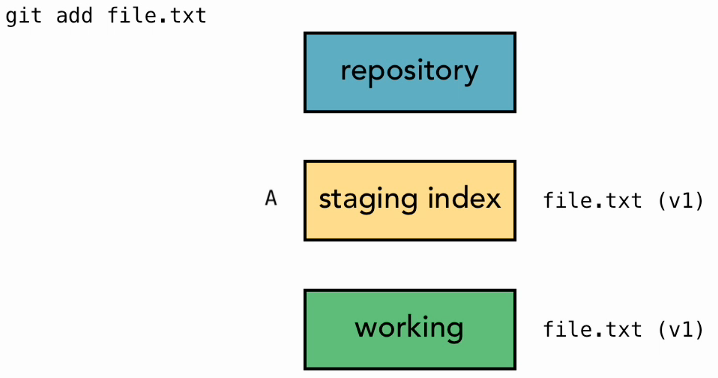 git add file.txt
repository
A staging index file.txt (v1)
working file.txt (v1)